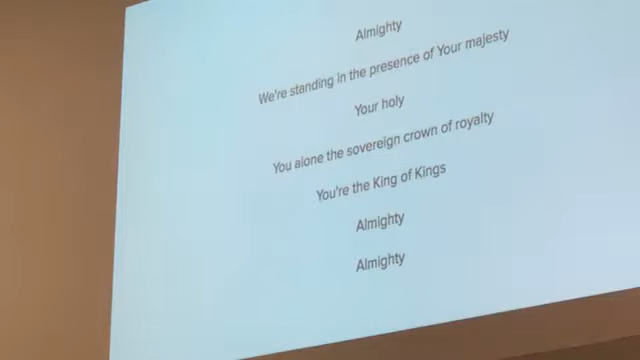 Almighty
We're standing in the presence of Your majesty
Your holy
You alone the sovereign crown of royalty
You're the King of Kings
Almighty
Almighty